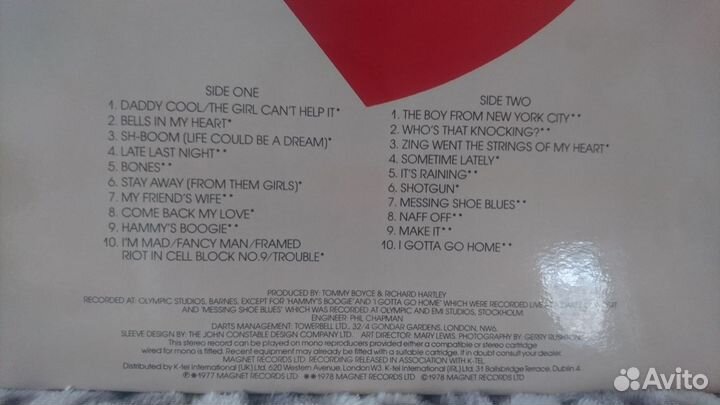 SIDE ONE
1. DADDY COOL/THE GIRL CAN'T HELP IT*
2. BELLS IN MY HEART*
3. SH-BOOM (LIFE COULD BE A DREAM)*
4. LATE LAST NIGHT**
5. BONES**
6. STAY AWAY (FROM THEM GIRLS)*
7. MY FRIEND'S WIFE**
8. COME BACK MY LOVE*
9. HAMMY'S BOOGIE**
10. I'M MAD/FANCY MAN/FRAMED
RIOT IN CELL BLOCK NO.9/TROUBLE*
SIDE TWO
1. THE BOY FROM NEW YORK CITY**
2. WHO'S THAT KNOCKING?**
3. ZING WENT THE STRINGS OF MY HEART*
4. SOMETIME LATELY*
5. IT'S RAINING**
6. SHOTGUN*
7. MESSING SHOE BLUES**
8. NAFF OFF**
9. MAKE IT**
10. I GOTTA GO HOME**
PRODUCED BY: TOMMY BOYCE & RICHARD HARTLEY
RECORDED AT: OLYMPIC STUDIOS, BARNES, EXCEPT FOR 'HAMMY'S BOOGIE' AND 'I GOTTA GO HOME' WHICH WERE RECORDED LIVE
AND 'MESSING SHOE BLUES' WHICH WAS RECORDED AT OLYMPIC AND EMI STUDIOS, STOCKHOLM
ENGINEER: PHIL CHAPMAN
DARTS MANAGEMENT: TOWERBELL LTD., 32/4 GONDAR GARDENS, LONDON, NW6.
SLEEVE DESIGN BY: THE JOHN CONSTABLE DESIGN COMPANY LTD. ART DIRECTOR: MARY LEWIS. PHOTOGRAPHY BY: GERRY
This stereo record can be played on mono reproducers provided either a compatible or stereo cartridge
wired for mono is fitted. Recent equipment may already be fitted with a suitable cartridge. If in doubt consult your dealer.
MAGNET RECORDS LTD. RECORDING RELEASED IN ASSOCIATION WITH K-TEL.
Distributed by K-tel International (UK) Ltd. 620 Western Avenue, London W3. K-tel International (IRL) Ltd. 31 Ballsbridge Terrace, Dublin 4.
Ⓟ*1977 MAGNET RECORDS LTD **1978 MAGNET RECORDS LTD ©1978 MAGNET RECORDS LTD
Avito